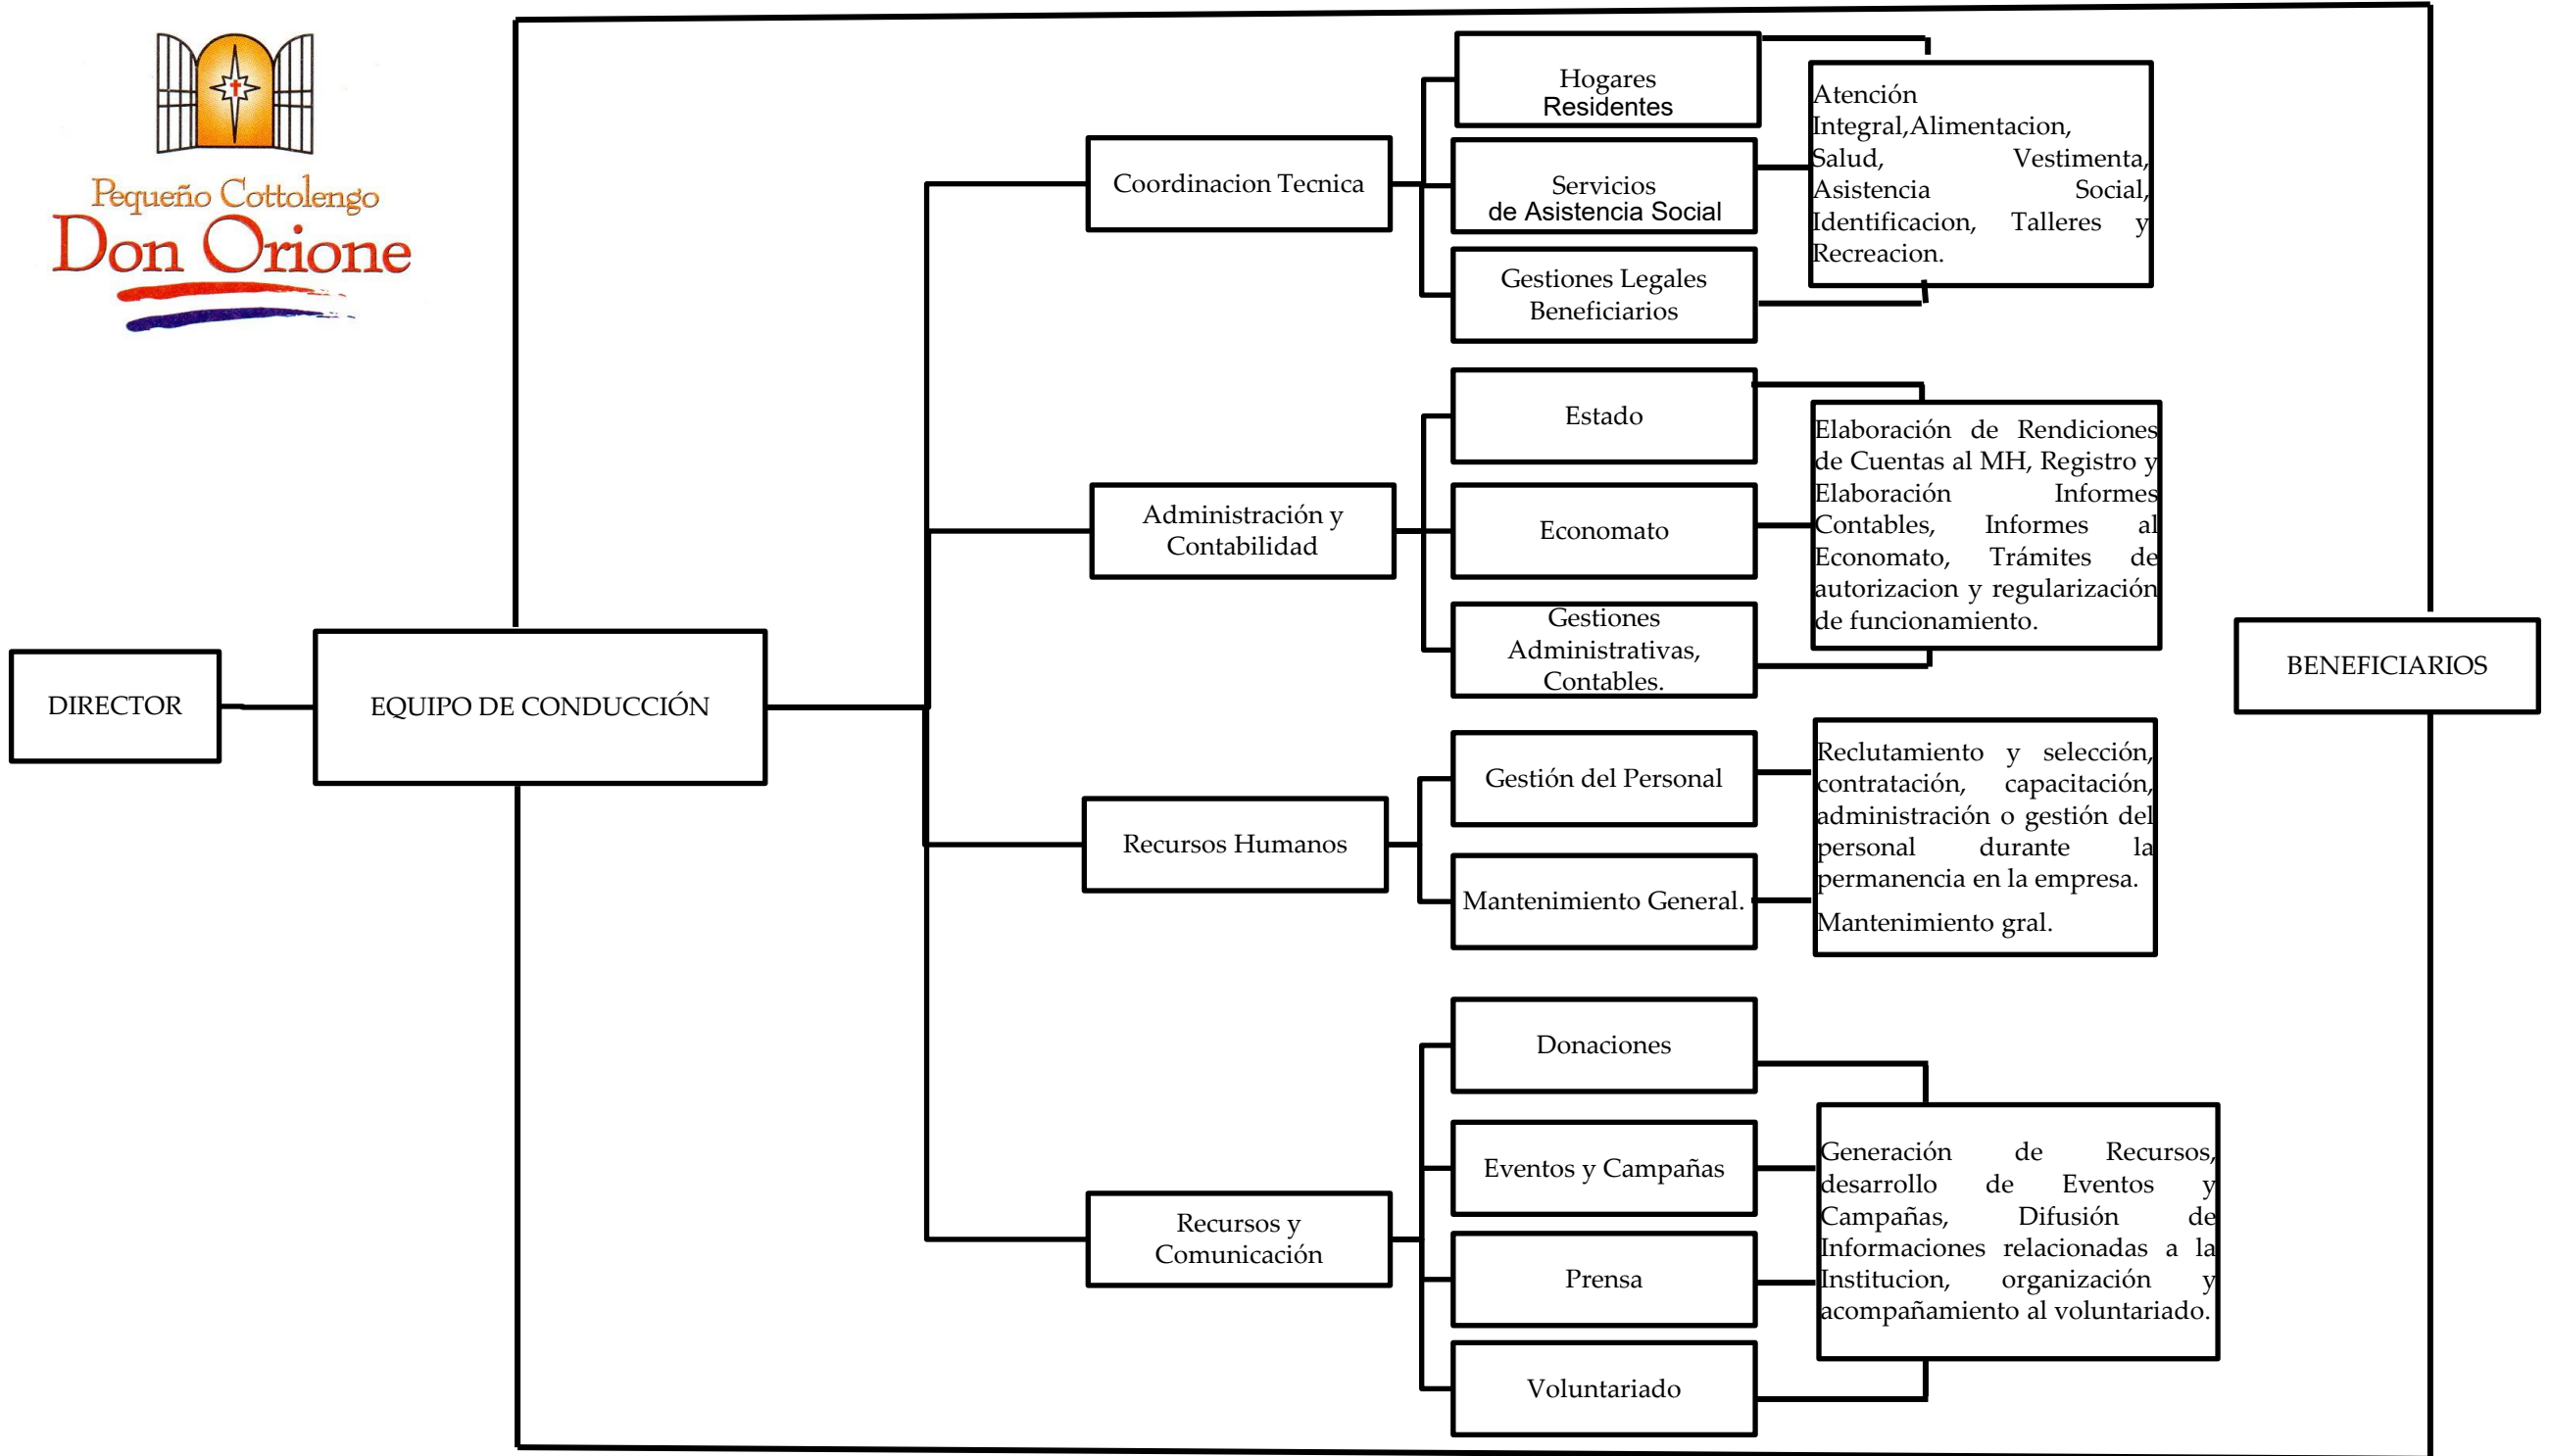 Pequeño Cottolengo
Don Orione
DIRECTOR
EQUIPO DE CONDUCCIÓN
Coordinacion Tecnica
Hogares
Residentes
Servicios
de Asistencia Social
Gestiones Legales
Beneficiarios
Atención
Integral,Alimentacion,
Salud, Vestimenta,
Asistencia Social,
Identificacion, Talleres y
Recreacion.
Administración y
Contabilidad
Estado
Economato
Gestiones
Administrativas,
Contables.
Elaboración de Rendiciones
de Cuentas al MH, Registro y
Elaboración Informes
Contables, Informes al
Economato, Trámites de
autorizacion y regularización
de funcionamiento.
Recursos Humanos
Gestión del Personal
Mantenimiento General.
Reclutamiento y selección,
contratación, capacitación,
administración o gestión del
personal durante la
permanencia en la empresa.
Mantenimiento gral.
Recursos y
Comunicación
Donaciones
Eventos y Campañas
Prensa
Voluntariado
Generación de Recursos,
desarrollo de Eventos y
Campañas, Difusión de
Informaciones relacionadas a la
Institucion, organización y
acompañamiento al voluntariado.
BENEFICIARIOS